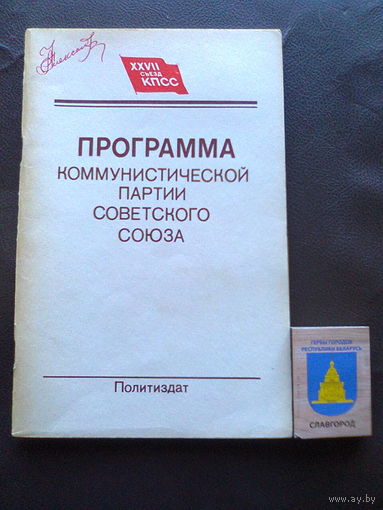 XXVII
СЪЕЗД
КПСС
ПРОГРАММА
КОММУНИСТИЧЕСКОЙ
ПАРТИИ
СОВЕТСКОГО
СОЮЗА
Политиздат
ГЕРБЫ ГОРОДОВ
РЕСПУБЛИКИ БЕЛАРУСЬ
СЛАВГОРОД
www.ay.by